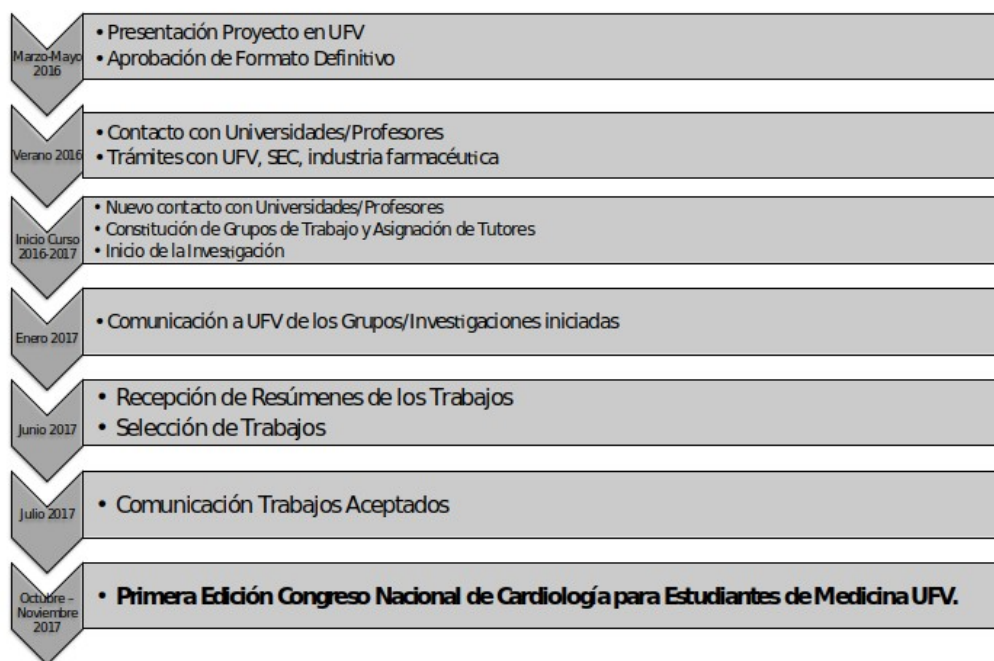 Marzo-Mayo
2016
• Presentación Proyecto en UFV
• Aprobación de Formato Definitivo
Verano 2016
• Contacto con Universidades/Profesores
• Trámites con UFV, SEC, industria farmacéutica
Inicio Curso
2016-2017
• Nuevo contacto con Universidades/Profesores
• Constitución de Grupos de Trabajo y Asignación de Tutores
• Inicio de la Investigación
Enero 2017
• Comunicación a UFV de los Grupos/Investigaciones iniciadas
Junio 2017
• Recepción de Resúmenes de los Trabajos
• Selección de Trabajos
Julio 2017
• Comunicación Trabajos Aceptados
Octubre –
Noviembre
2017
• Primera Edición Congreso Nacional de Cardiología para Estudiantes de Medicina UFV.